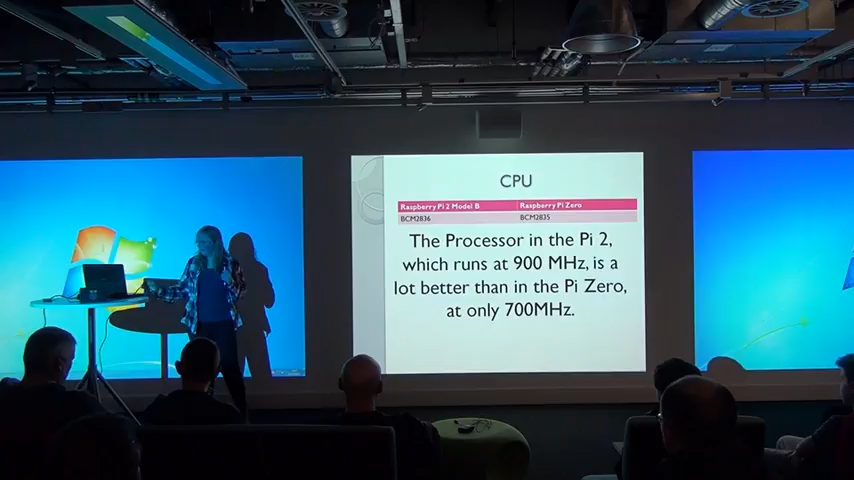 CPU
Raspberry Pi 2 Model B Raspberry Pi Zero
BCM2836 BCM2835
The Processor in the Pi 2,
which runs at 900 MHz, is a
lot better than in the Pi Zero,
at only 700MHz.